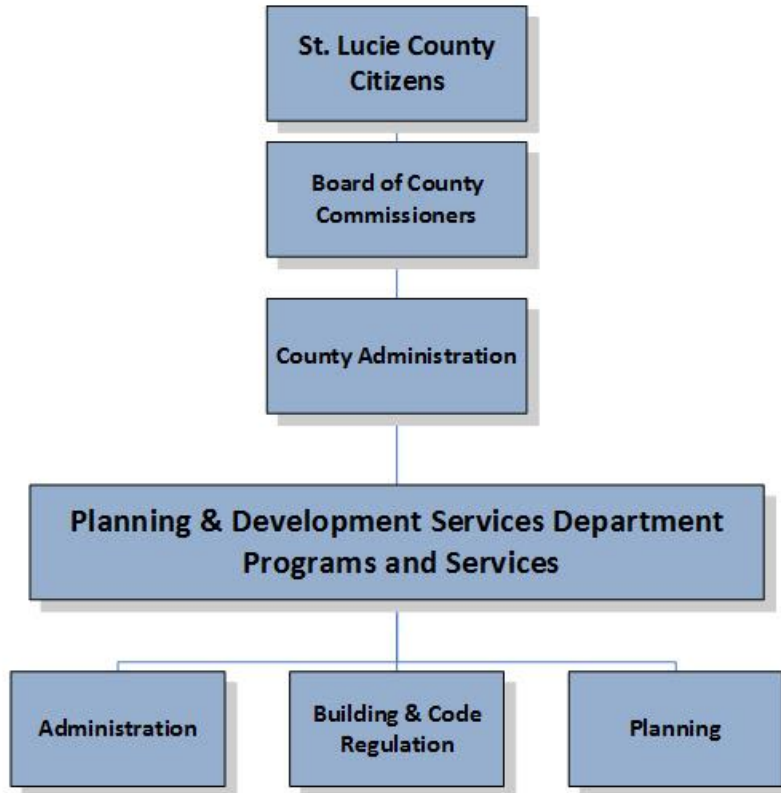 St. Lucie County
Citizens
Board of County
Commissioners
County Administration
Planning & Development Services Department
Programs and Services
Administration
Building & Code
Regulation
Planning